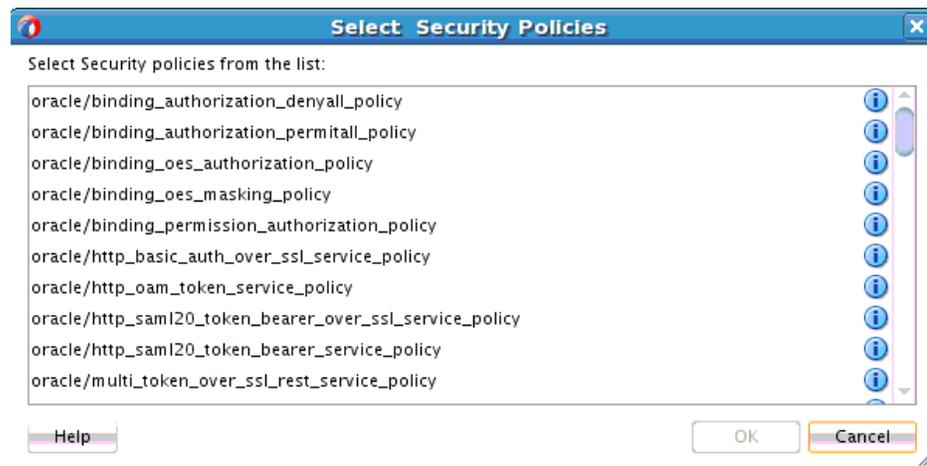 Select Security Policies
Select Security policies from the list:
oracle/binding_authorization_denyall_policy
oracle/binding_authorization_permitall_policy
oracle/binding_oes_authorization_policy
oracle/binding_oes_masking_policy
oracle/binding_permission_authorization_policy
oracle/http_basic_auth_over_ssl_service_policy
oracle/http_oam_token_service_policy
oracle/http_saml20_token_bearer_over_ssl_service_policy
oracle/http_saml20_token_bearer_service_policy
oracle/multi_token_over_ssl_rest_service_policy
Help OK Cancel